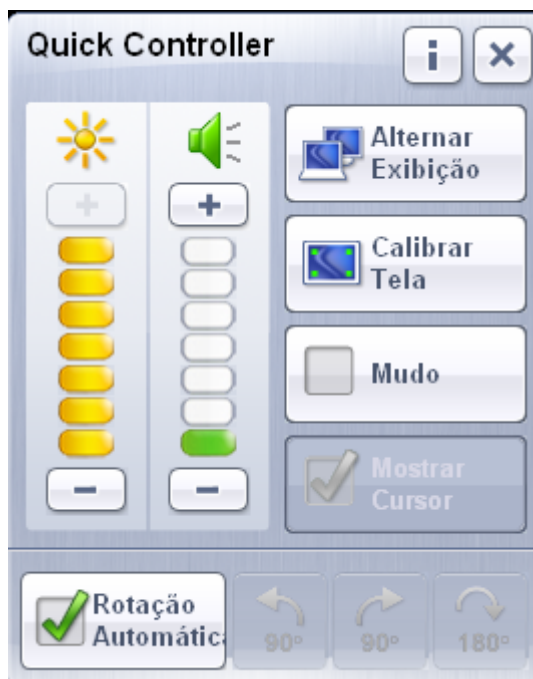 Quick Controller
Alternar
Exibição
Calibrar
Tela
Mudo
Mostrar
Cursor
Rotação
Automátic
90°
90°
180°